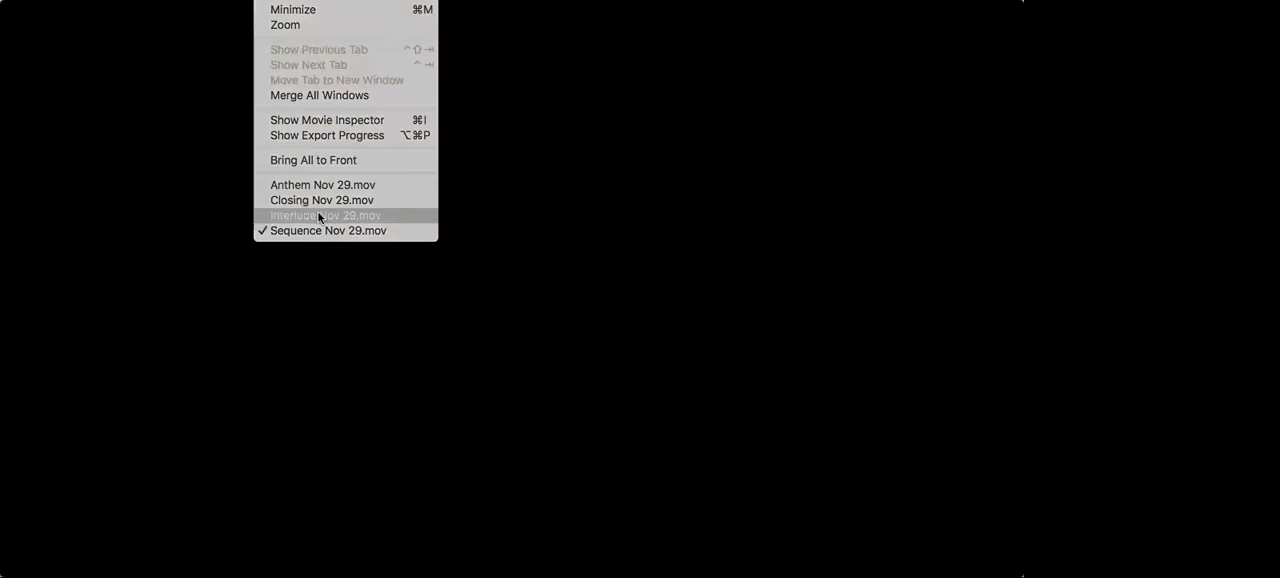 Minimize ⌘M
Zoom
Show Previous Tab ^⇧⇥
Show Next Tab ^⇥
Move Tab to New Window
Merge All Windows
Show Movie Inspector ⌘I
Show Export Progress ⌥⌘P
Bring All to Front
Anthem Nov 29.mov
Closing Nov 29.mov
Interlude Nov 29.mov
✓ Sequence Nov 29.mov